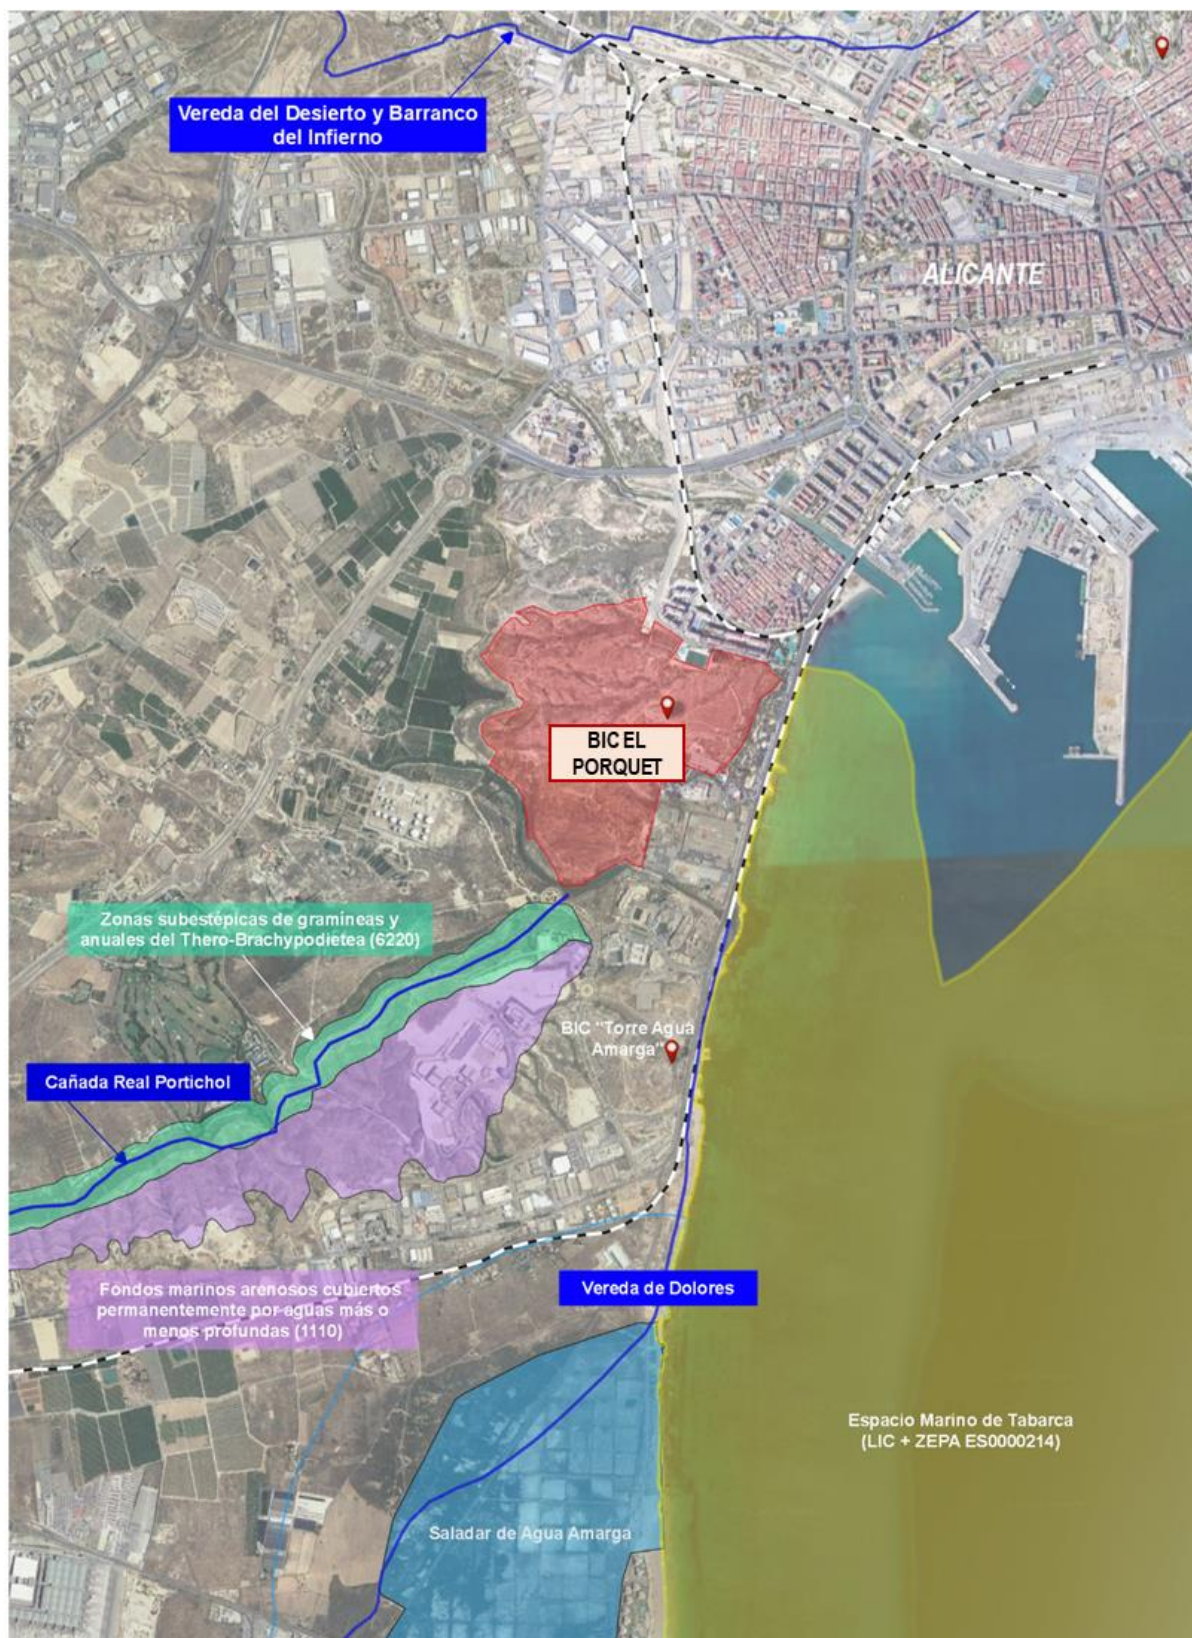 Vereda del Desierto y Barranco
del Infierno
ALICANTE
BIC EL
PORQUET
Zonas subestépicas de gramíneas y
anuales del Thero-Brachypodietea (6220)
BIC "Torre Agua
Amarga"
Cañada Real Portichol
Fondos marinos arenosos cubiertos
permanentemente por aguas más o
menos profundas (1110)
Vereda de Dolores
Espacio Marino de Tabarca
(LIC + ZEPA ES0000214)
Saladar de Agua Amarga